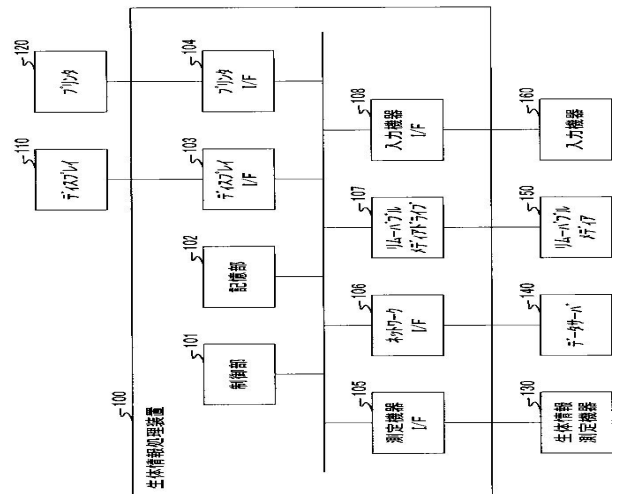 100
生体情報処理装置
110
ディスプレイ
120
プリンタ
101
制御部
102
記憶部
103
ディスプレイ
I/F
104
プリンタ
I/F
105
測定機器
I/F
106
ネットワーク
I/F
107
リムーバブル
メディアドライブ
108
入力機器
I/F
130
生体情報
測定機器
140
データサーバ
150
リムーバブル
メディア
160
入力機器